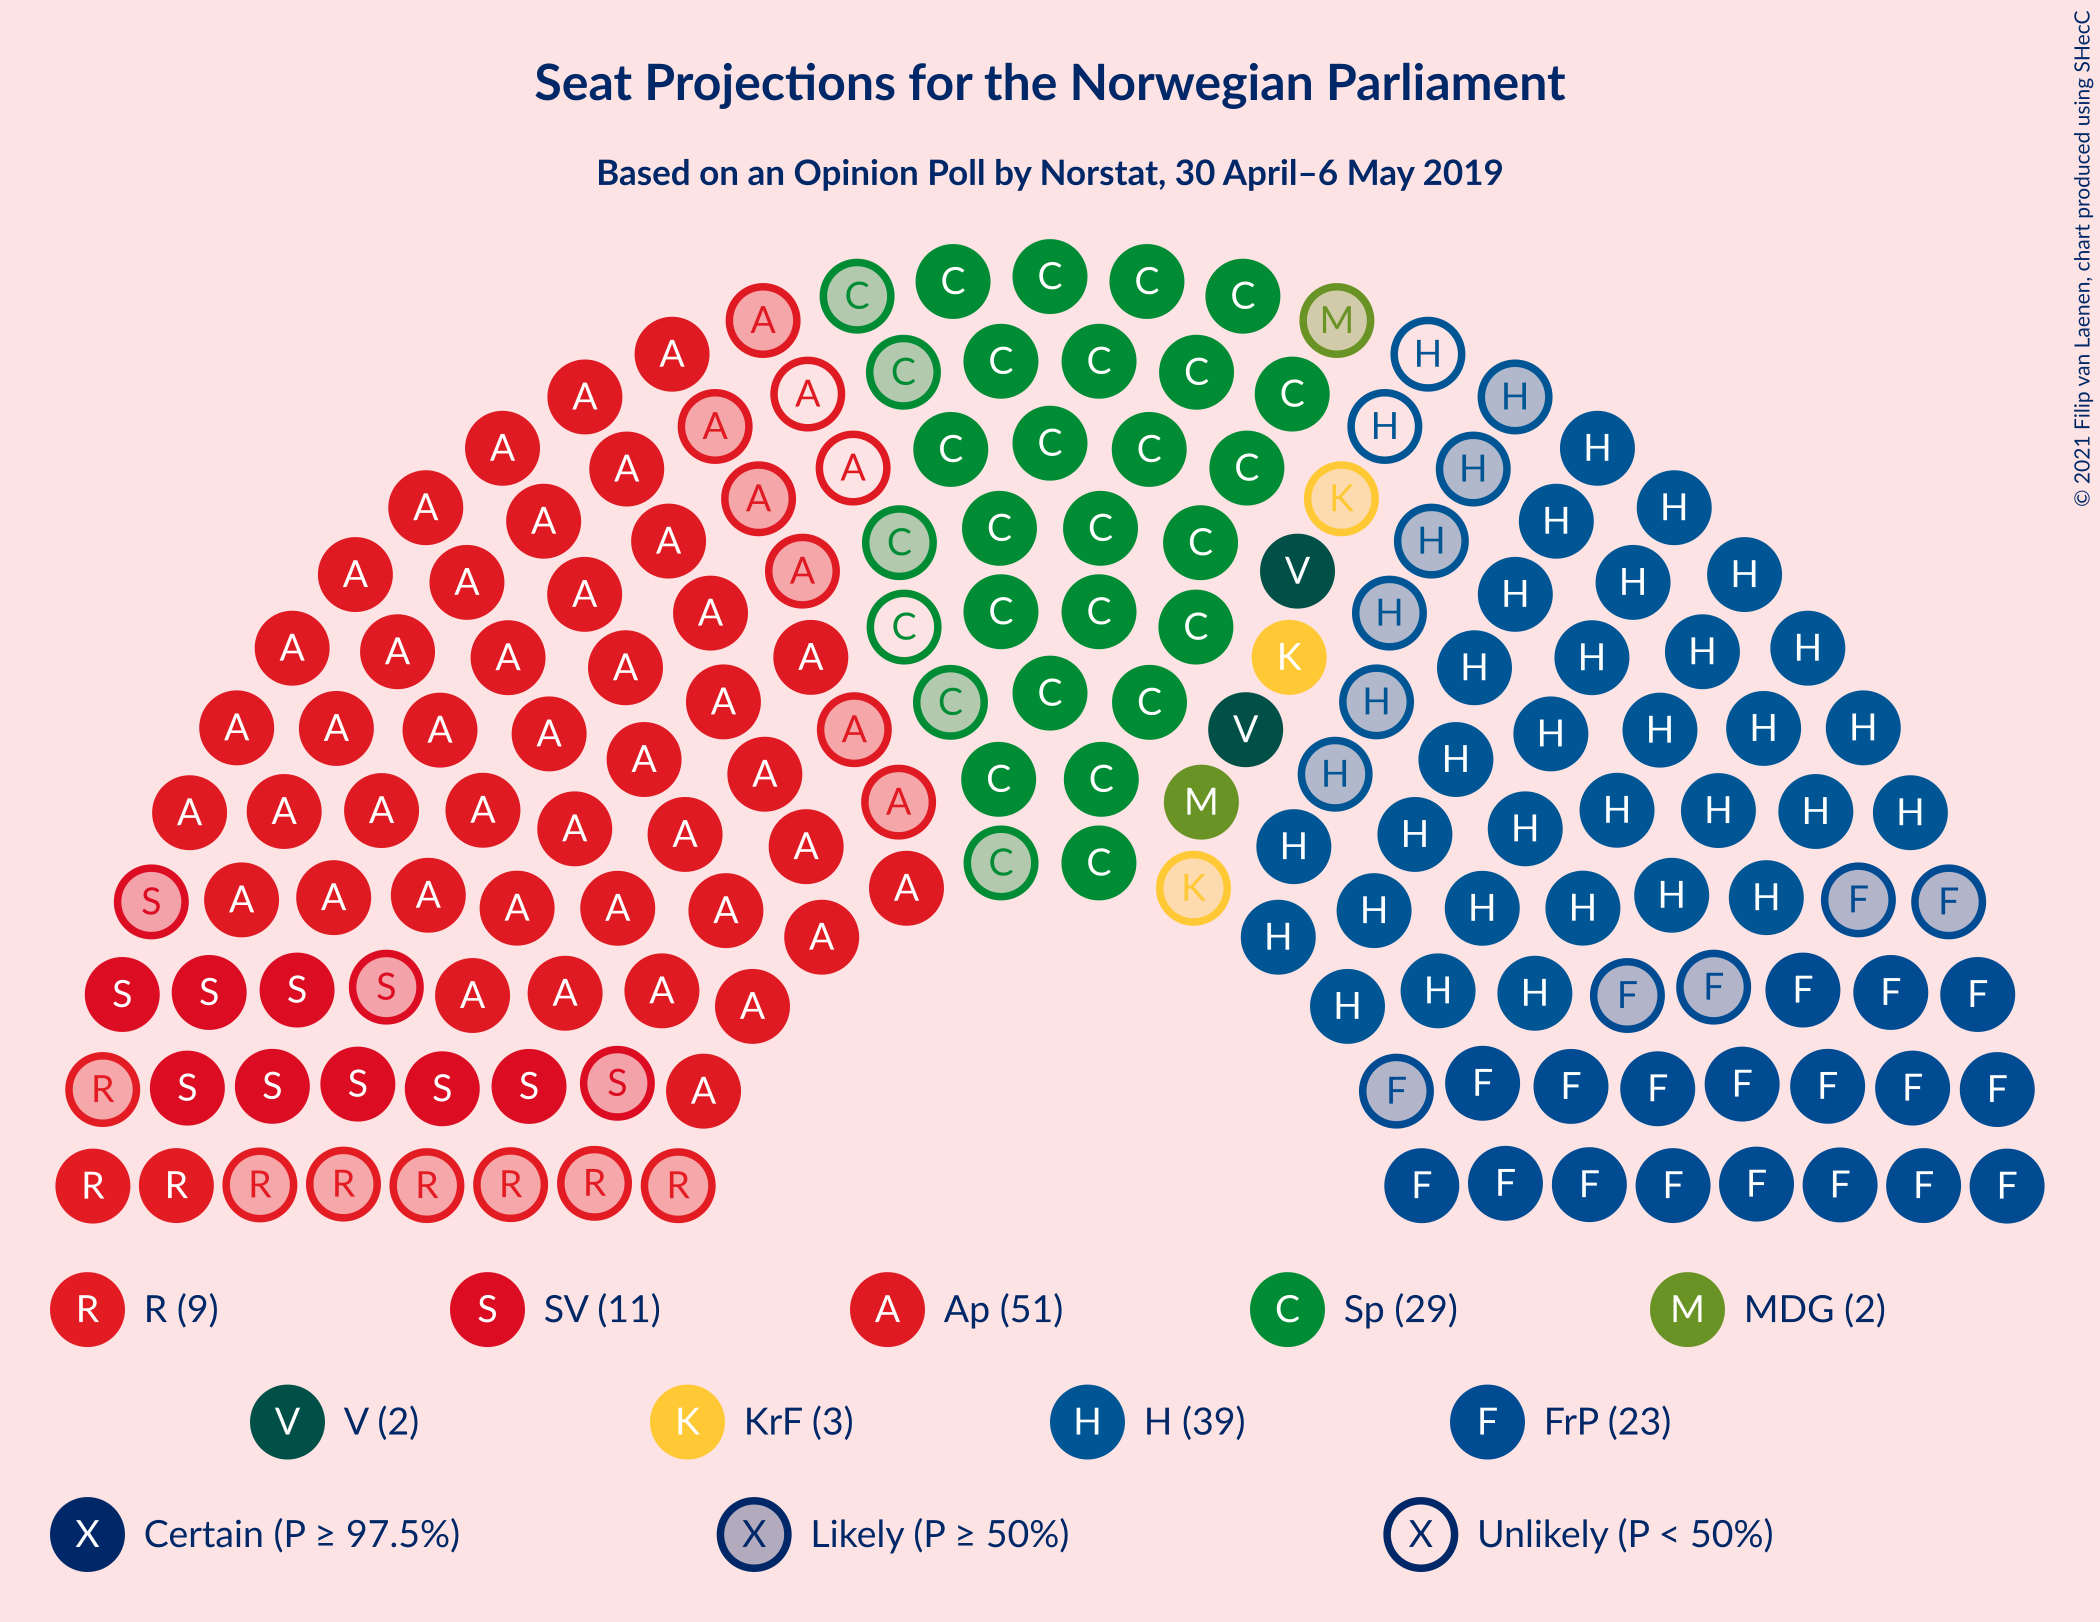 Seat Projections for the Norwegian Parliament
Based on an Opinion Poll by Norstat, 30 April–6 May 2019
© 2021 Filip van Laenen, chart produced using SHecC
C C C C C
A M
A H
C C C C C
A H
A A H H
C C C C
A A K H
A A A H H
C C C C
A A A V H H
A A A H H H
C C C C
A A A K H H
A A A A H H H H
C C C
A A V H
A A A A H H H H
A A H H
C C
A A M H
A A A A A A H H H H H H
C C
A K
S A A A A A A A H H H H H H F F
S S S S A A A A H H H F F F F F
R S S S S S S A F F F F F F F F
R R R R R R R R F F F F F F F F
R R (9) S SV (11) A Ap (51) C Sp (29) M MDG (2)
V V (2) K KrF (3) H H (39) F FrP (23)
X Certain (P ≥ 97.5%) X Likely (P ≥ 50%) X Unlikely (P < 50%)